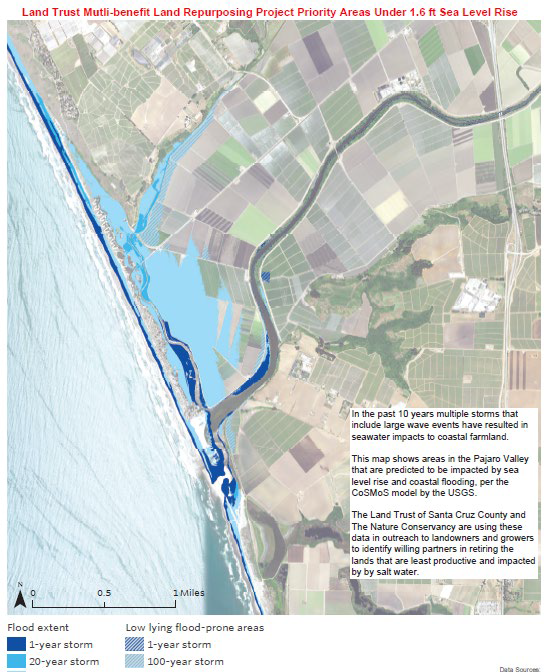 Land Trust Mutli-benefit Land Repurposing Project Priority Areas Under 1.6 ft Sea Level Rise
In the past 10 years multiple storms that
include large wave events have resulted in
seawater impacts to coastal farmland.
This map shows areas in the Pajaro Valley
that are predicted to be impacted by sea
level rise and coastal flooding, per the
CoSMoS model by the USGS.
The Land Trust of Santa Cruz County and
The Nature Conservancy are using these
data in outreach to landowners and growers
to identify willing partners in retiring the
lands that are least productive and impacted
by by salt water.
N
0 0.5 1 Miles
Flood extent
1-year storm
20-year storm
Low lying flood-prone areas
1-year storm
100-year storm
Data Sources: